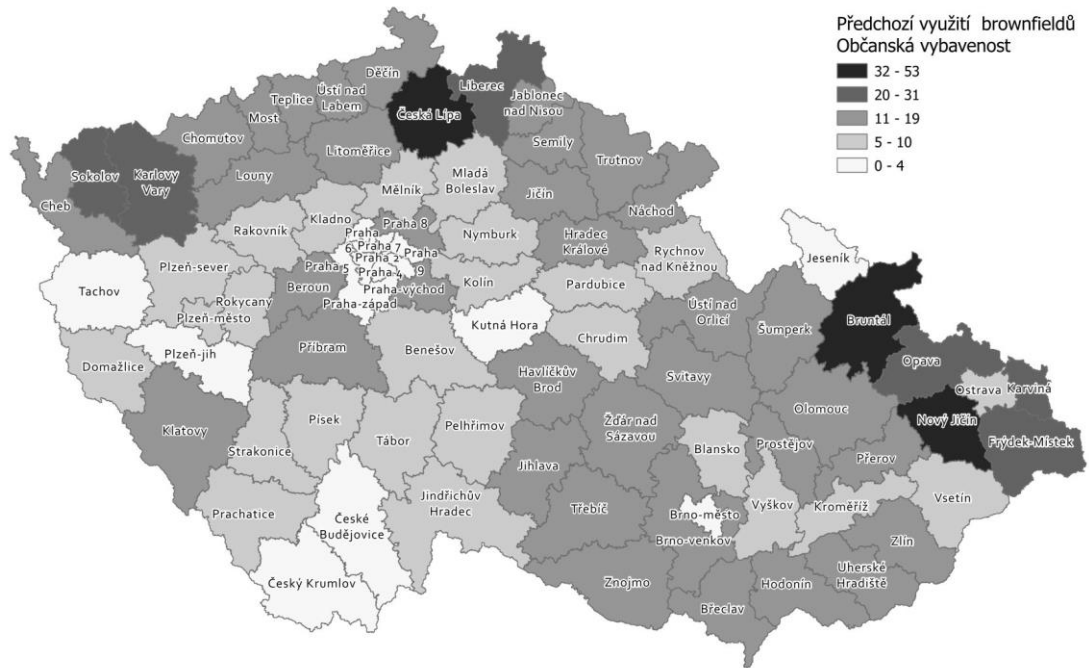 Předchozí využití brownfieldů
Občanská vybavenost
32 - 53
20 - 31
11 - 19
5 - 10
0 - 4
Děčín
Liberec
Ústí nad
Labem
Teplice
Most
Česká Lípa
Jablonec
nad Nisou
Chomutov
Semily
Litoměřice
Trutnov
Sokolov
Karlovy
Vary
Louny
Mladá
Boleslav
Mělník
Jičín
Cheb
Náchod
Kladno
Praha 8
Rakovník
Praha
6
Praha 7
Praha
9
Praha 2
Praha 4
Praha 5
Nymburk
Hradec
Králové
Rychnov
nad Kněžnou
Jeseník
Plzeň-sever
Tachov
Rokycany
Beroun
Praha-východ
Praha-západ
Kolín
Pardubice
Plzeň-město
Kutná Hora
Ústí nad
Orlicí
Šumperk
Bruntál
Plzeň-jih
Příbram
Benešov
Chrudim
Opava
Domažlice
Havlíčkův
Brod
Svitavy
Ostrava
Karviná
Olomouc
Nový Jičín
Klatovy
Písek
Pelhřimov
Žďár nad
Sázavou
Frýdek-Místek
Strakonice
Tábor
Blansko
Prostějov
Přerov
Jihlava
Prachatice
Jindřichův
Hradec
Třebíč
Vyškov
Kroměříž
Vsetín
České
Budějovice
Brno-město
Brno-venkov
Zlín
Český Krumlov
Znojmo
Hodonín
Uherské
Hradiště
Břeclav